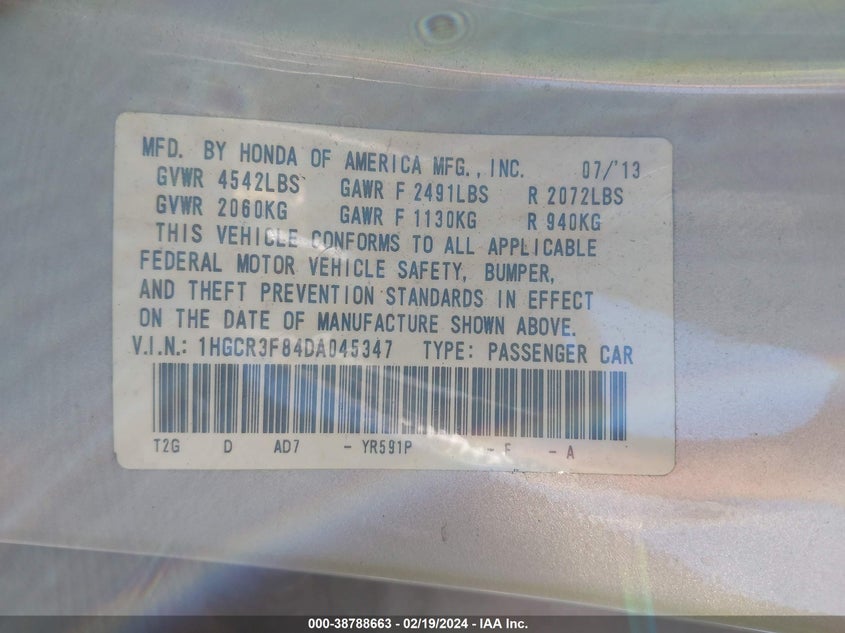 MFD. BY HONDA OF AMERICA MFG., INC. 07/'13
GVWR 4542LBS GAWR F 2491LBS R 2072LBS
GVWR 2060KG GAWR F 1130KG R 940KG
THIS VEHICLE CONFORMS TO ALL APPLICABLE
FEDERAL MOTOR VEHICLE SAFETY, BUMPER,
AND THEFT PREVENTION STANDARDS IN EFFECT
ON THE DATE OF MANUFACTURE SHOWN ABOVE.
V.I.N.: 1HGCR3F84DA045347 TYPE: PASSENGER CAR
T2G D AD7 - YR591P - E - A
000-38788663 - 02/19/2024 - IAA Inc.